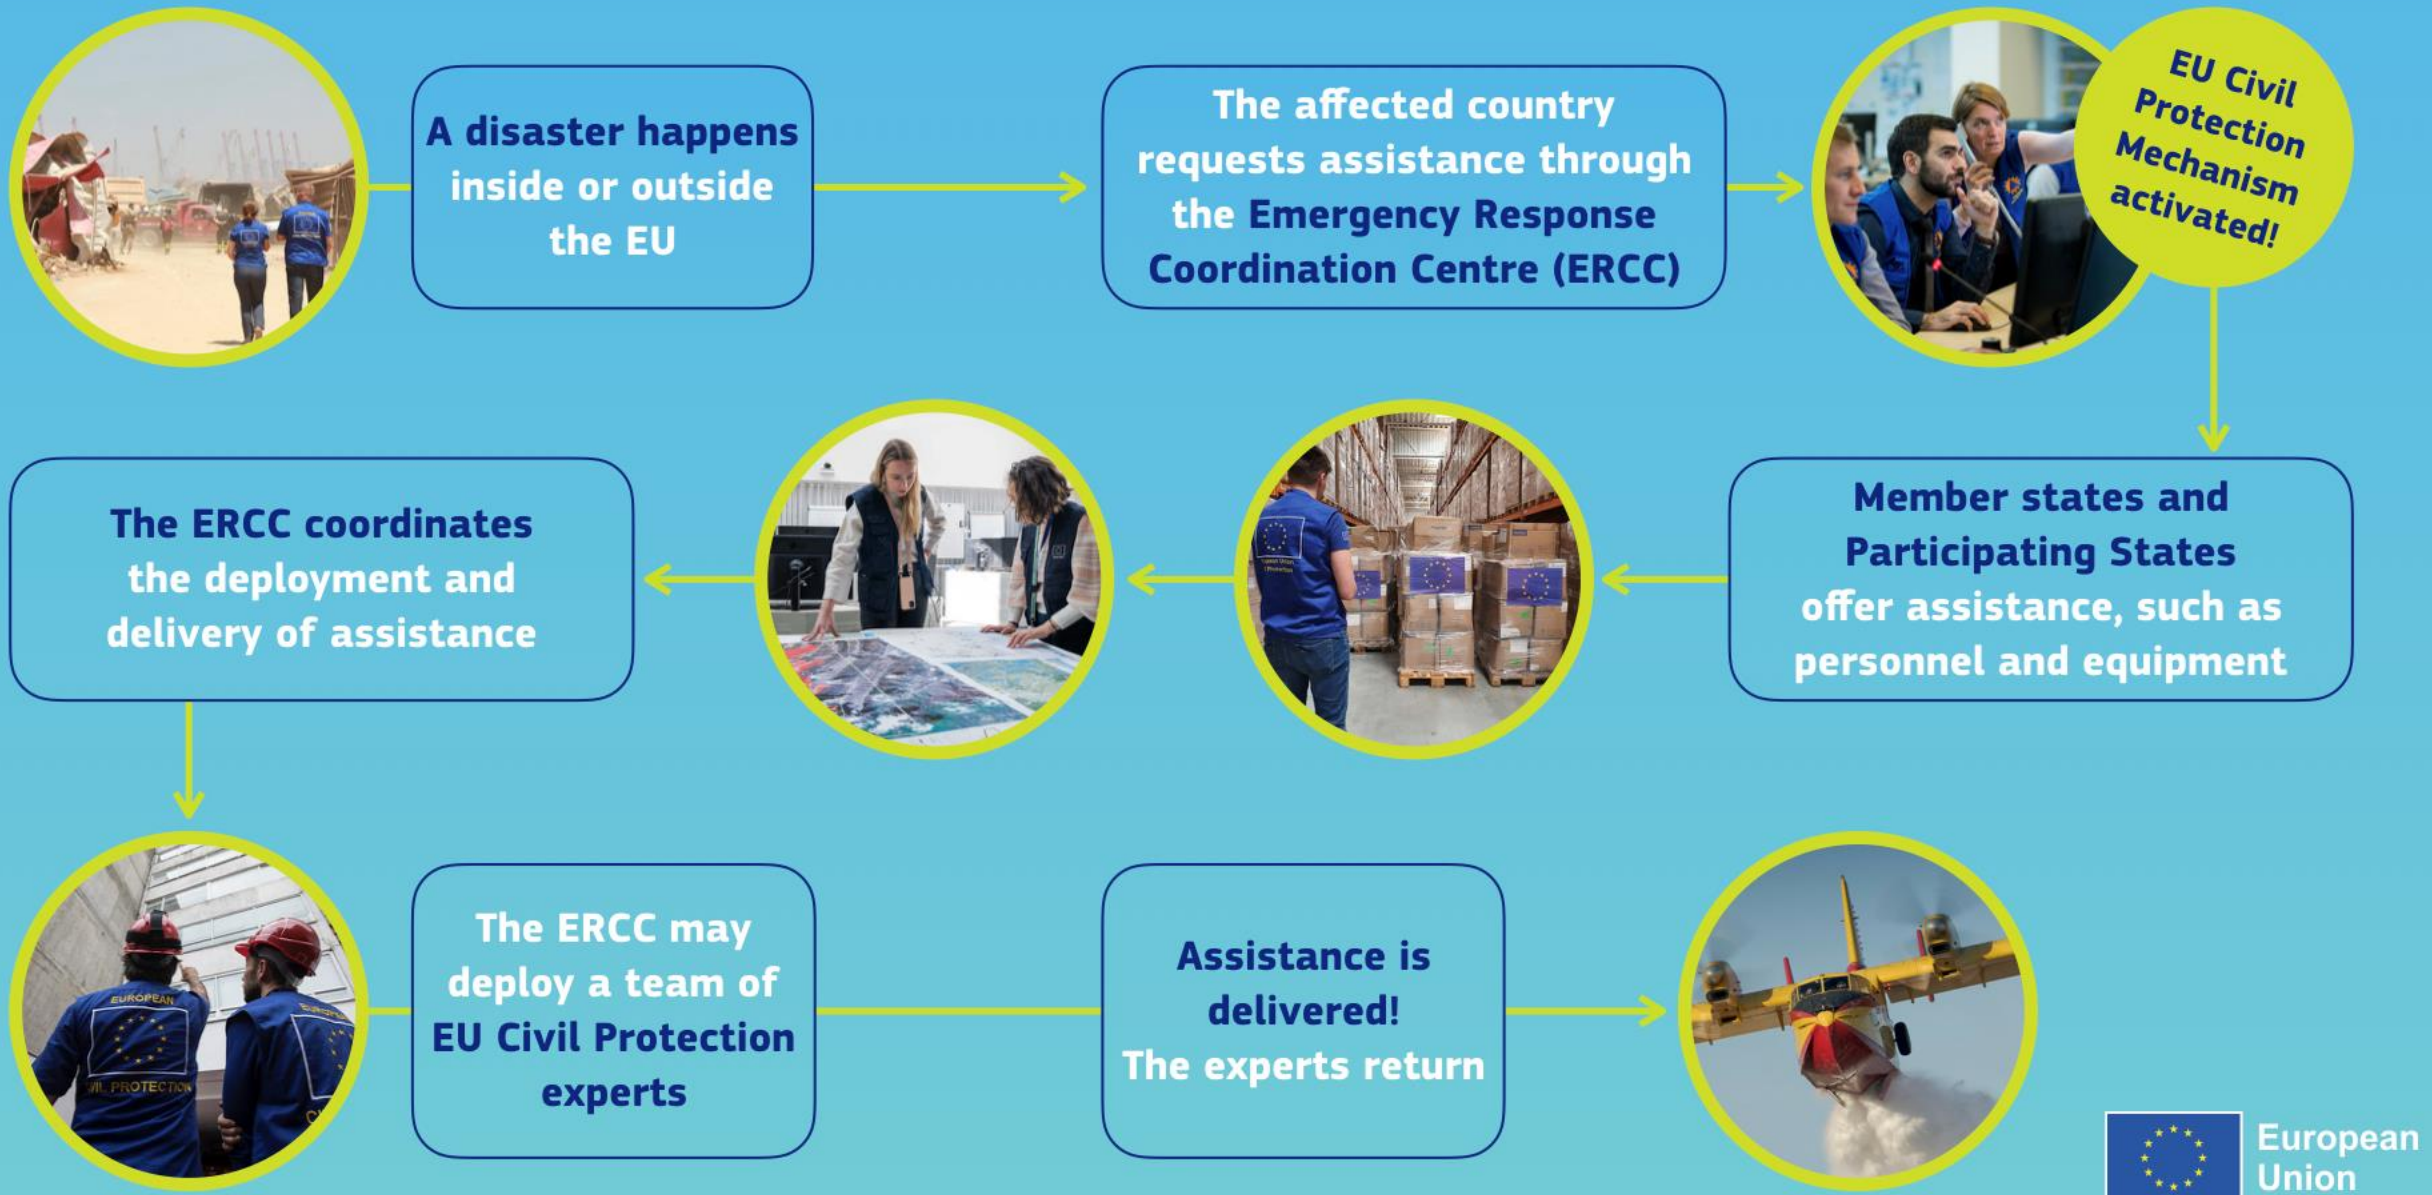 A disaster happens
inside or outside
the EU
The affected country
requests assistance through
the Emergency Response
Coordination Centre (ERCC)
EU Civil
Protection
Mechanism
activated!
Member states and
Participating States
offer assistance, such as
personnel and equipment
The ERCC coordinates
the deployment and
delivery of assistance
EUROPEAN
The ERCC may
deploy a team of
EU Civil Protection
experts
Assistance is
delivered!
The experts return
European
Union